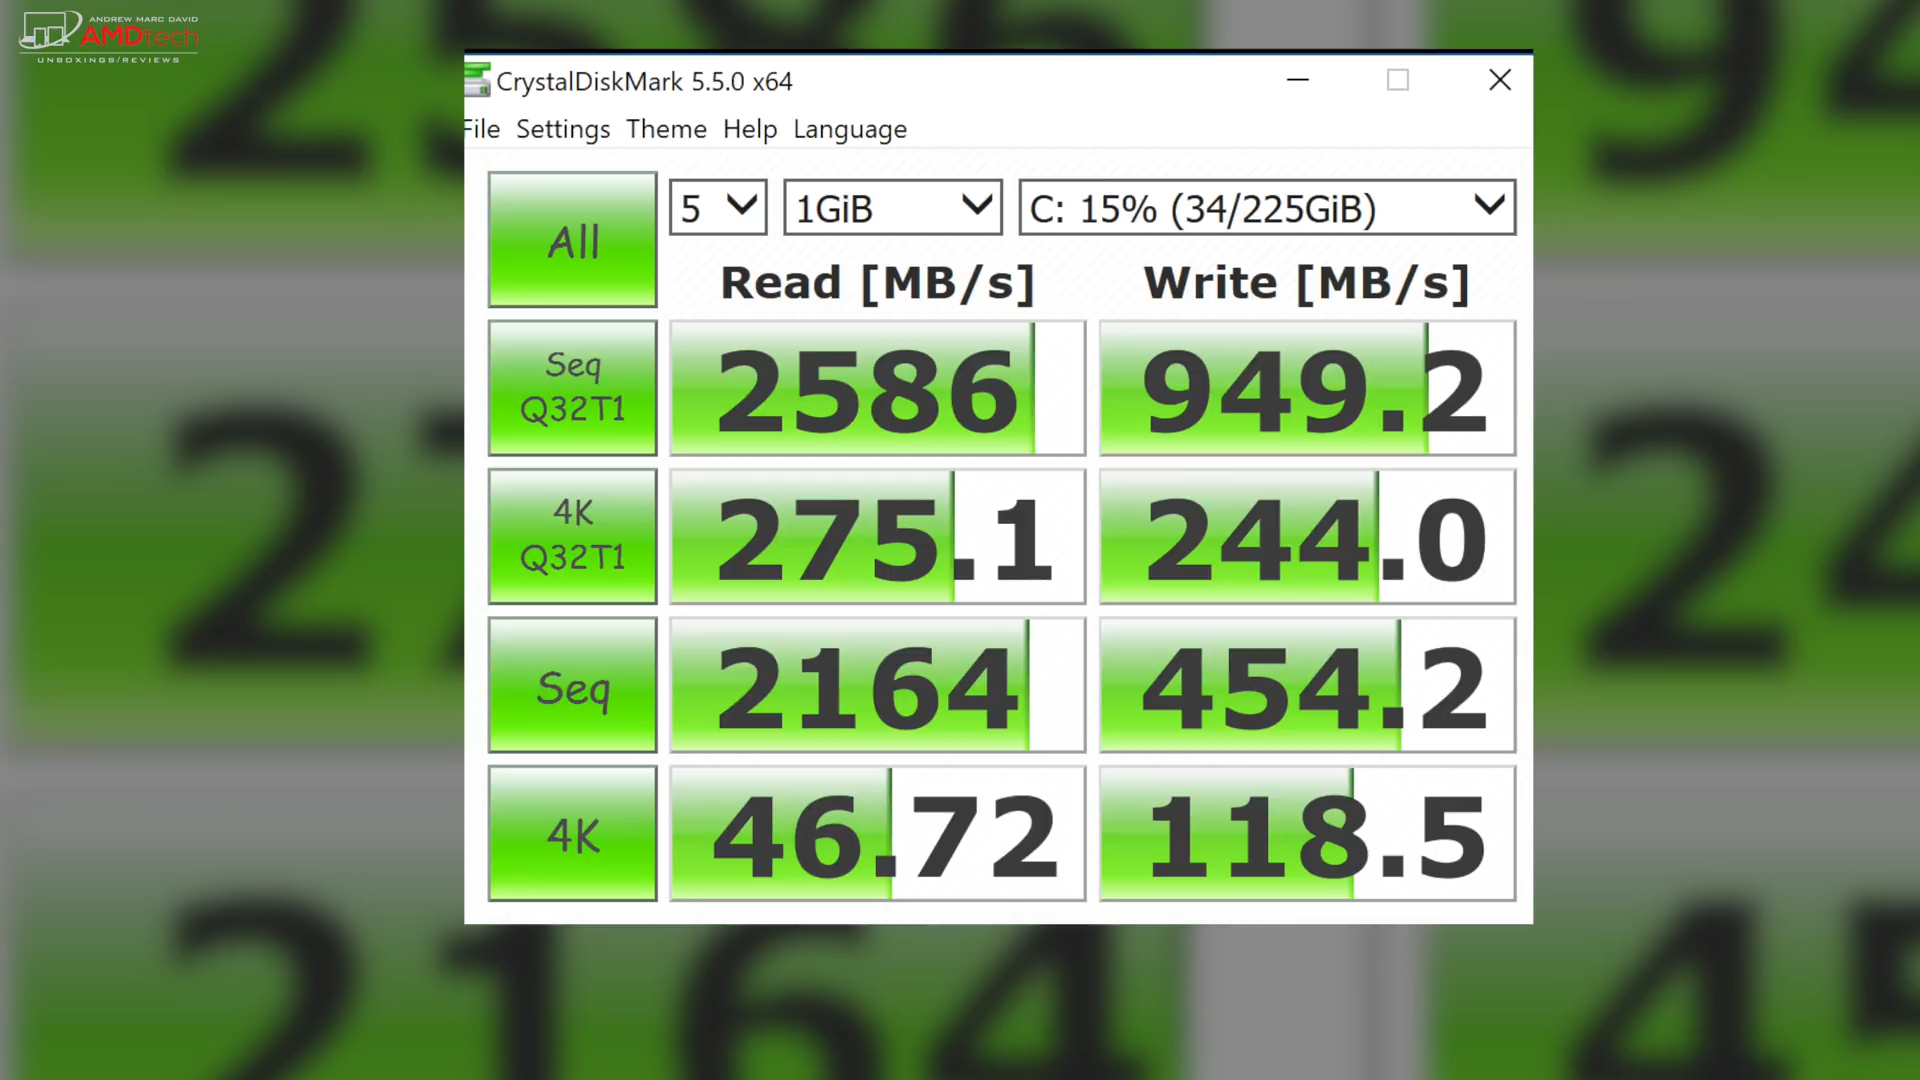 ANDREW MARC DAVID
AMDtech
UNBOXINGS/REVIEWS
CrystalDiskMark 5.5.0 x64
File Settings Theme Help Language
All 5 1GiB C: 15% (34/225GiB)
Read [MB/s] Write [MB/s]
Seq
Q32T1
2586 949.2
4K
Q32T1
275.1 244.0
Seq 2164 454.2
4K 46.72 118.5